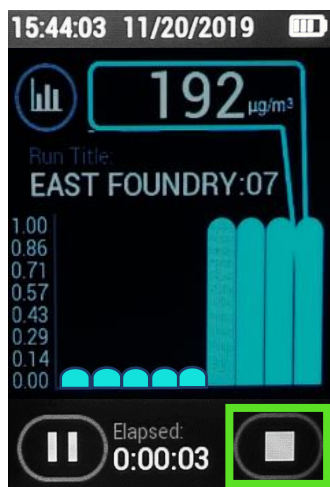 15:44:03 11/20/2019
192 µg/m³
Run Title:
EAST FOUNDRY:07
1.00
0.86
0.71
0.57
0.43
0.29
0.14
0.00
Elapsed:
0:00:03